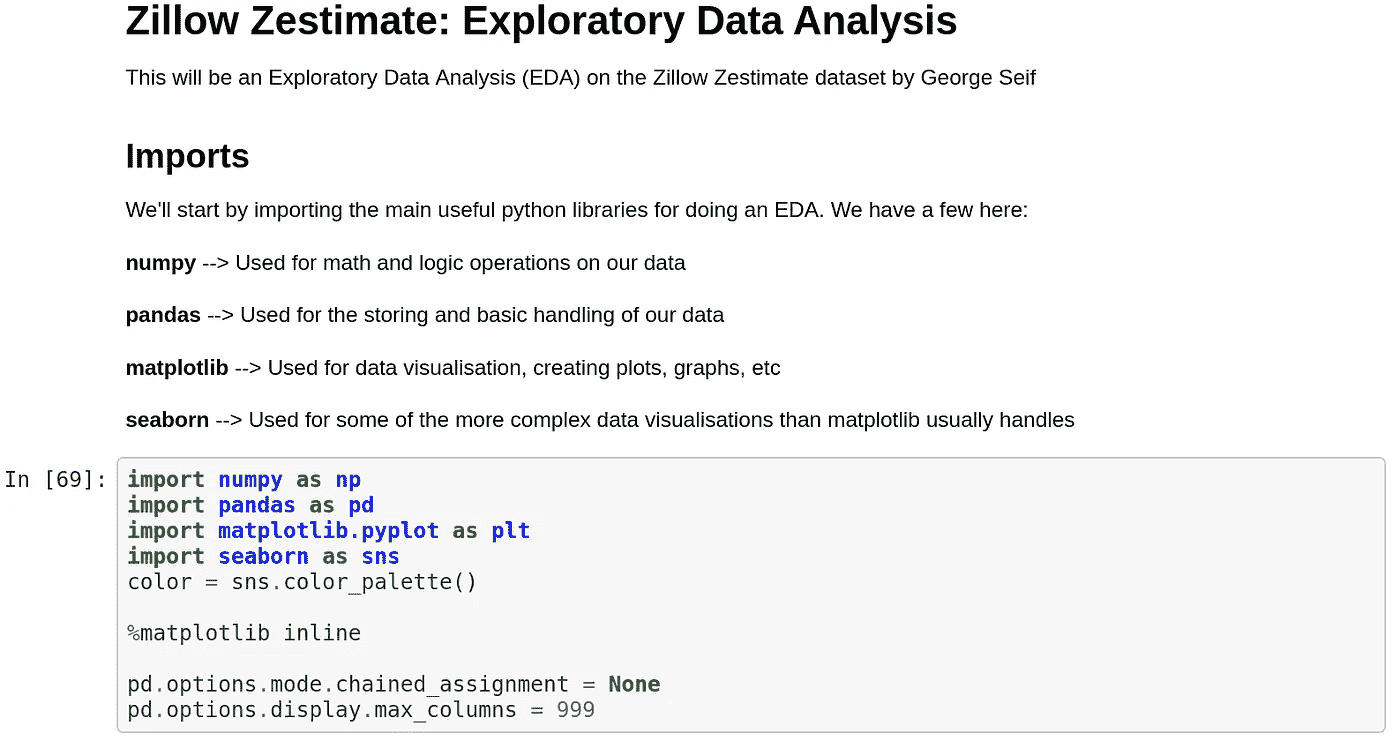 Zillow Zestimate: Exploratory Data Analysis
This will be an Exploratory Data Analysis (EDA) on the Zillow Zestimate dataset by George Seif
Imports
We'll start by importing the main useful python libraries for doing an EDA. We have a few here:
numpy --> Used for math and logic operations on our data
pandas --> Used for the storing and basic handling of our data
matplotlib --> Used for data visualisation, creating plots, graphs, etc
seaborn --> Used for some of the more complex data visualisations than matplotlib usually handles
In [69]: import numpy as np
import pandas as pd
import matplotlib.pyplot as plt
import seaborn as sns
color = sns.color_palette()
%matplotlib inline
pd.options.mode.chained_assignment = None
pd.options.display.max_columns = 999